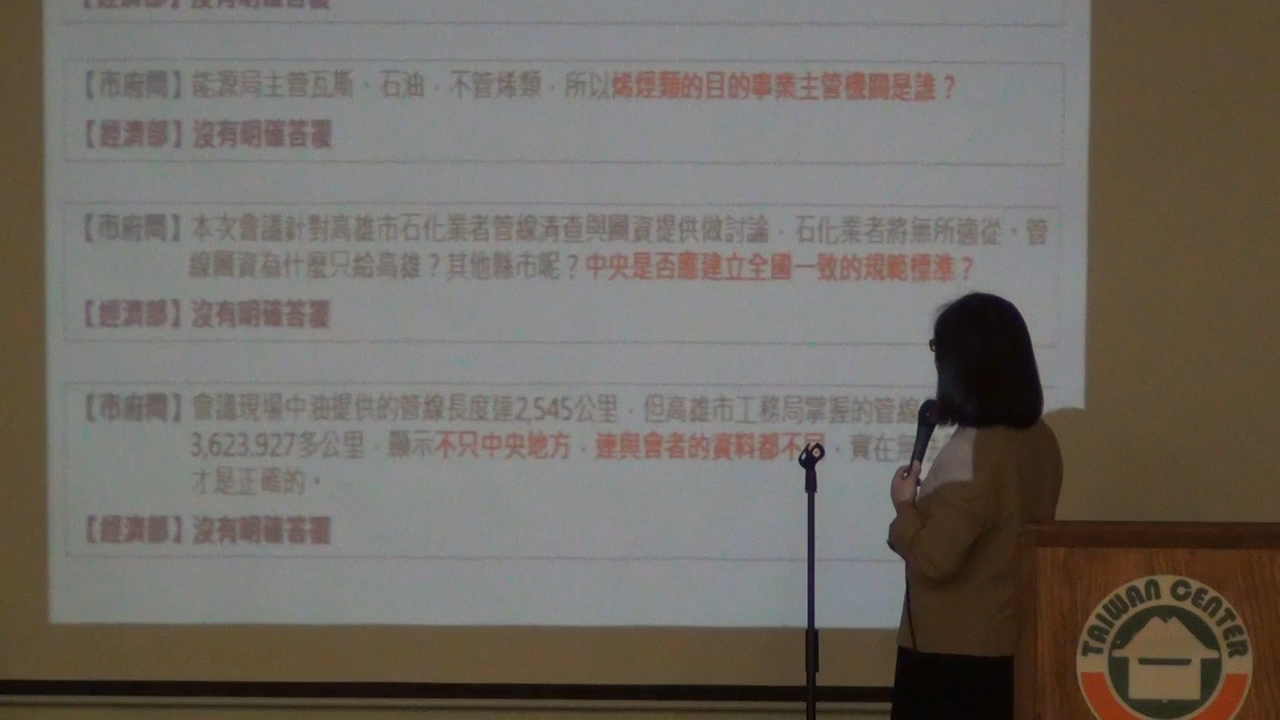 沒有明確答覆
【市府問】能源局主管瓦斯、石油，不管烯類，所以烯烴類的目的事業主管機關是誰？
【經濟部】沒有明確答覆
【市府問】本次會議針對高雄市石化業者管線清查與圖資提供做討論，石化業者將無所適從。管
線圖資為什麼只給高雄？其他縣市呢？中央是否應建立全國一致的規範標準？
【經濟部】沒有明確答覆
【市府問】會議現場中油提供的管線長度達2,545公里，但高雄市工務局掌握的管線
3,623.927多公里，顯示不只中央地方，連與會者的資料都不同，實在無
才是正確的。
【經濟部】沒有明確答覆
TAIWAN CENTER